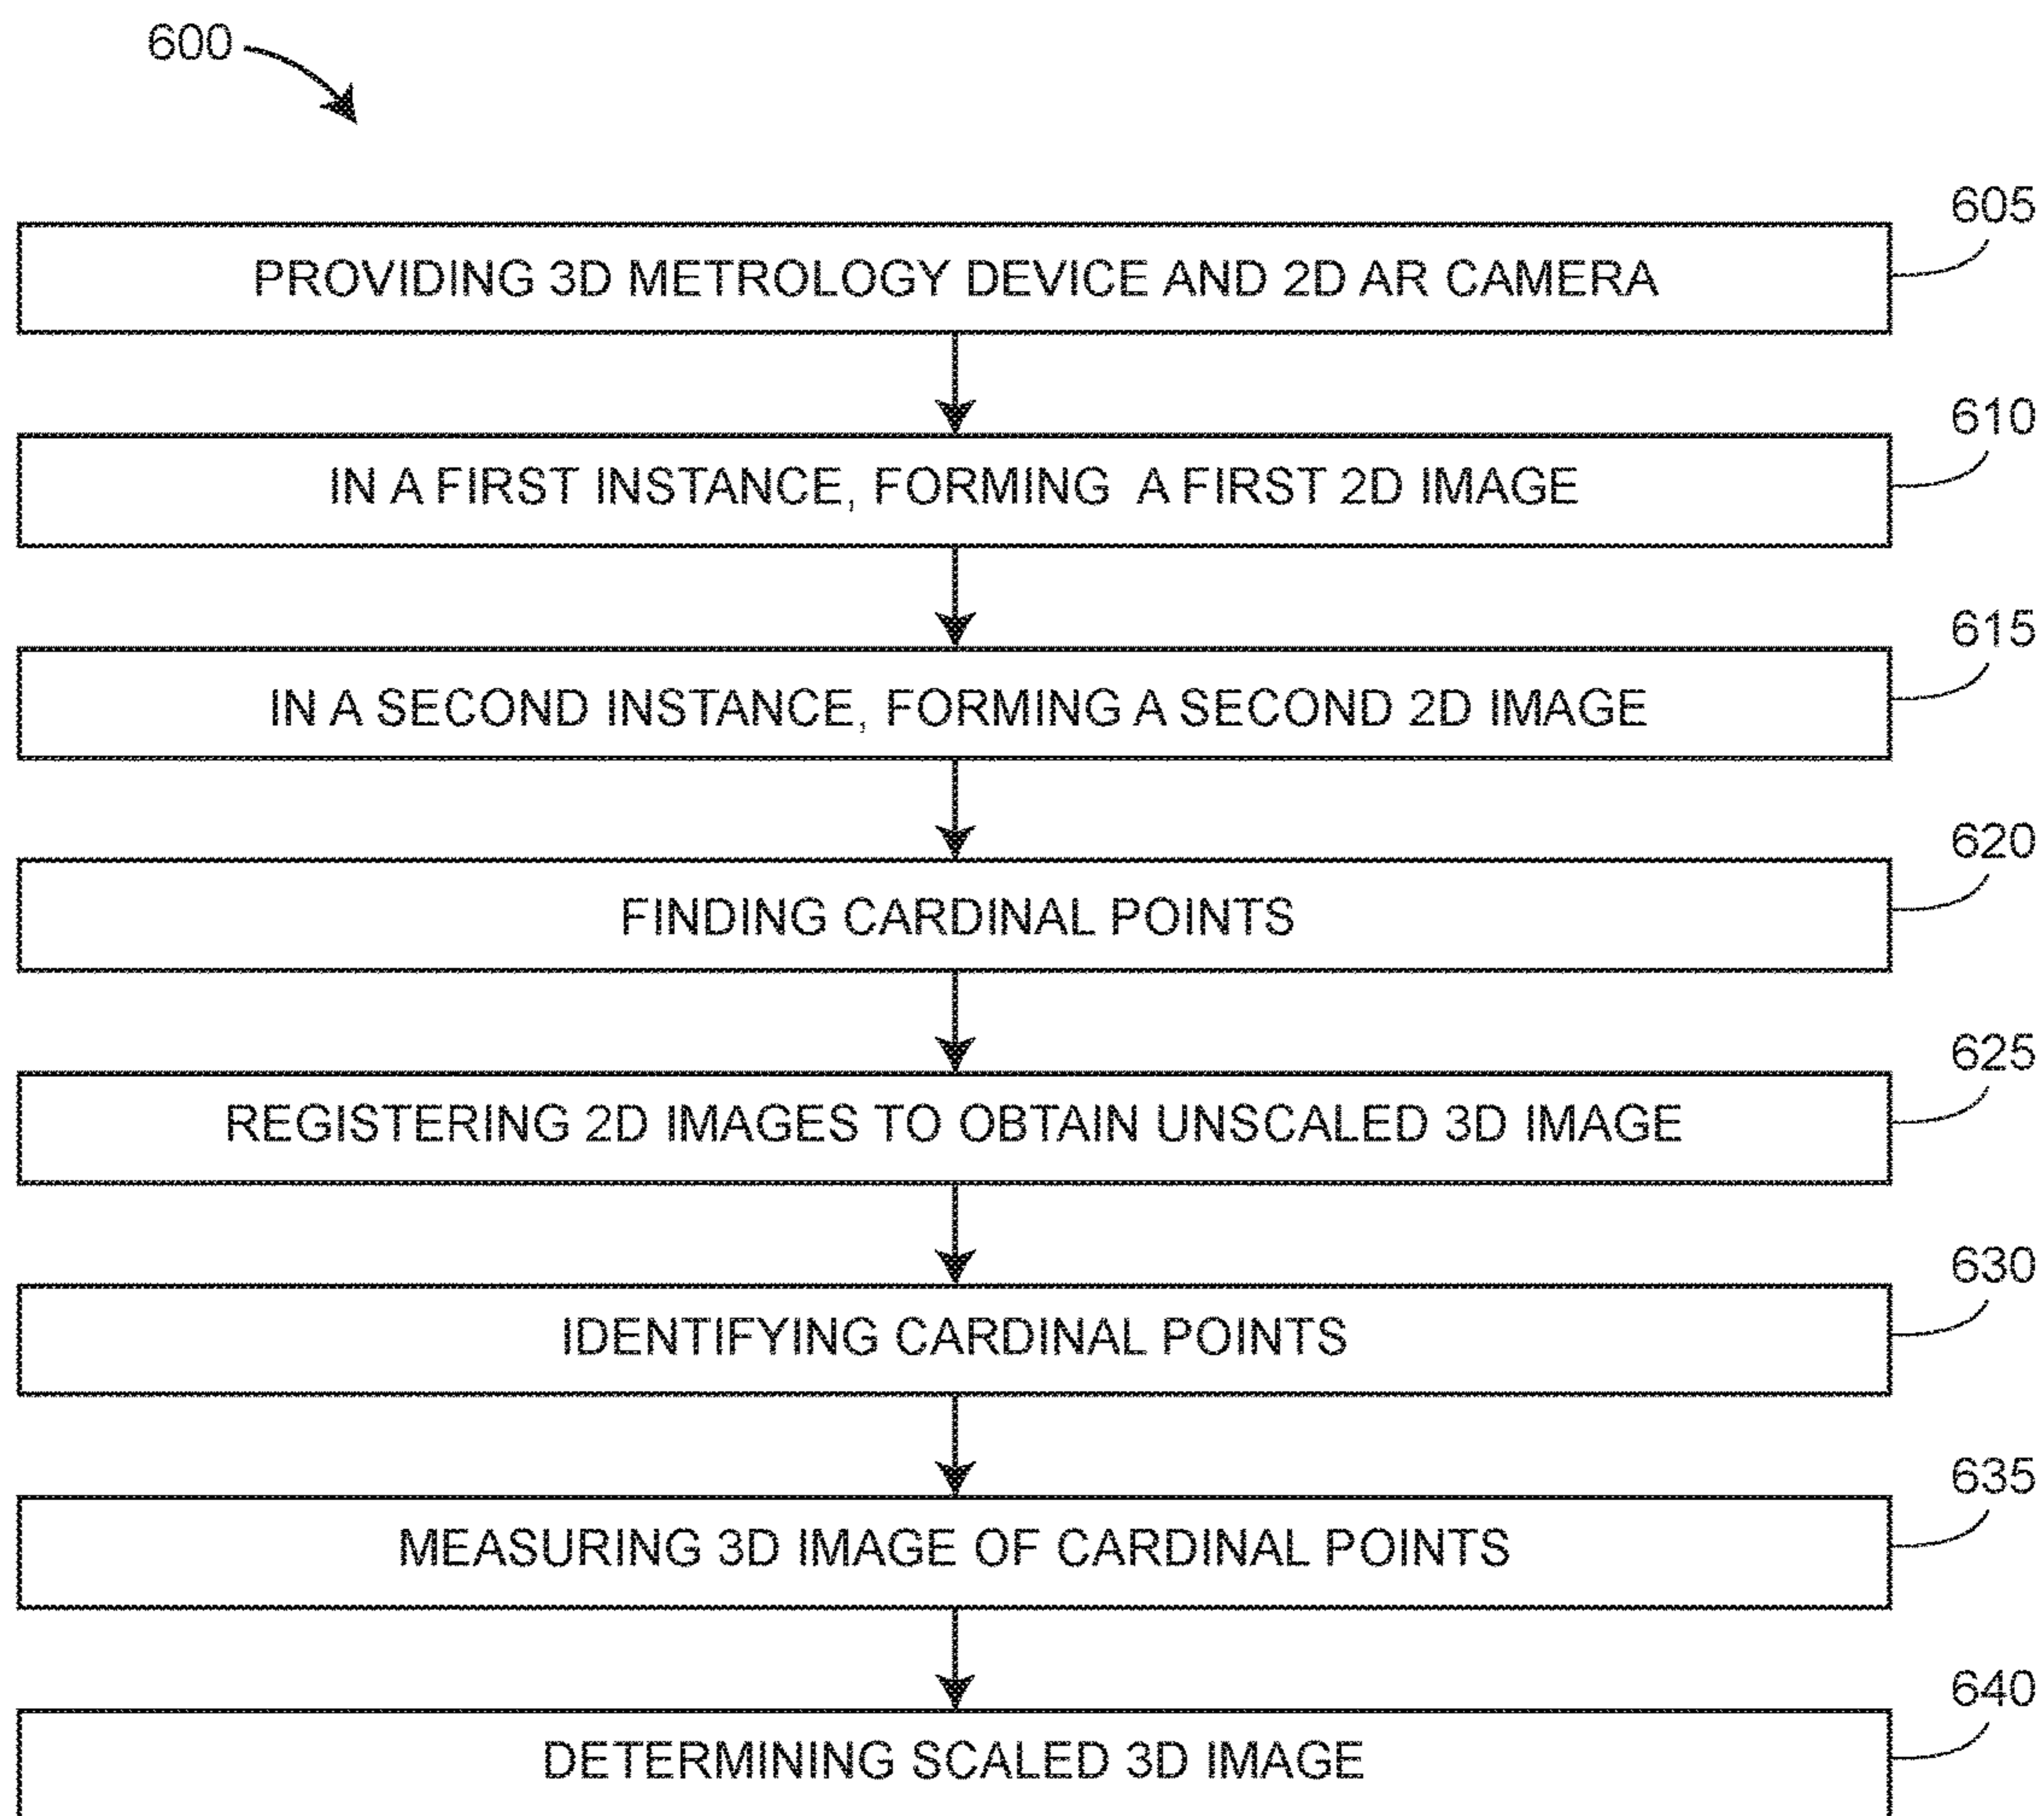 600
605
PROVIDING 3D METROLOGY DEVICE AND 2D AR CAMERA
610
IN A FIRST INSTANCE, FORMING A FIRST 2D IMAGE
615
IN A SECOND INSTANCE, FORMING A SECOND 2D IMAGE
620
FINDING CARDINAL POINTS
625
REGISTERING 2D IMAGES TO OBTAIN UNSCALED 3D IMAGE
630
IDENTIFYING CARDINAL POINTS
635
MEASURING 3D IMAGE OF CARDINAL POINTS
640
DETERMINING SCALED 3D IMAGE